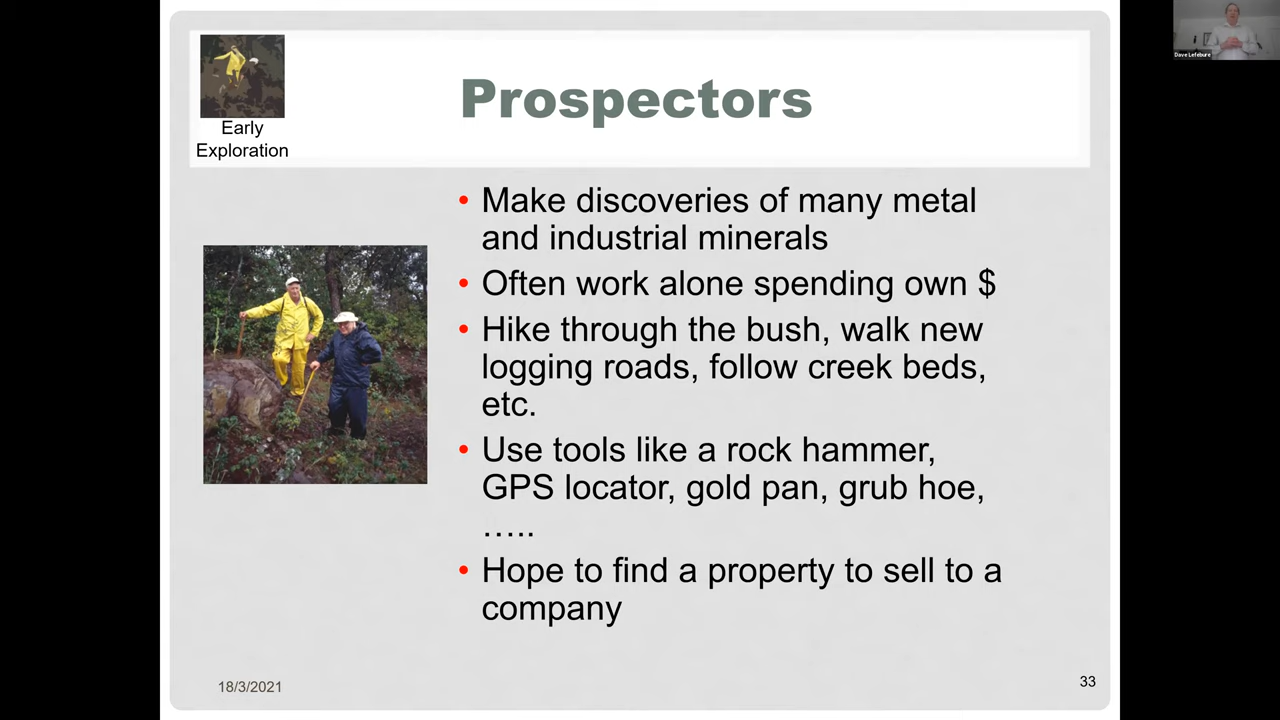 Dave Lefebure
Early
Exploration
Prospectors
• Make discoveries of many metal
and industrial minerals
• Often work alone spending own $
• Hike through the bush, walk new
logging roads, follow creek beds,
etc.
• Use tools like a rock hammer,
GPS locator, gold pan, grub hoe,
…..
• Hope to find a property to sell to a
company
18/3/2021
33